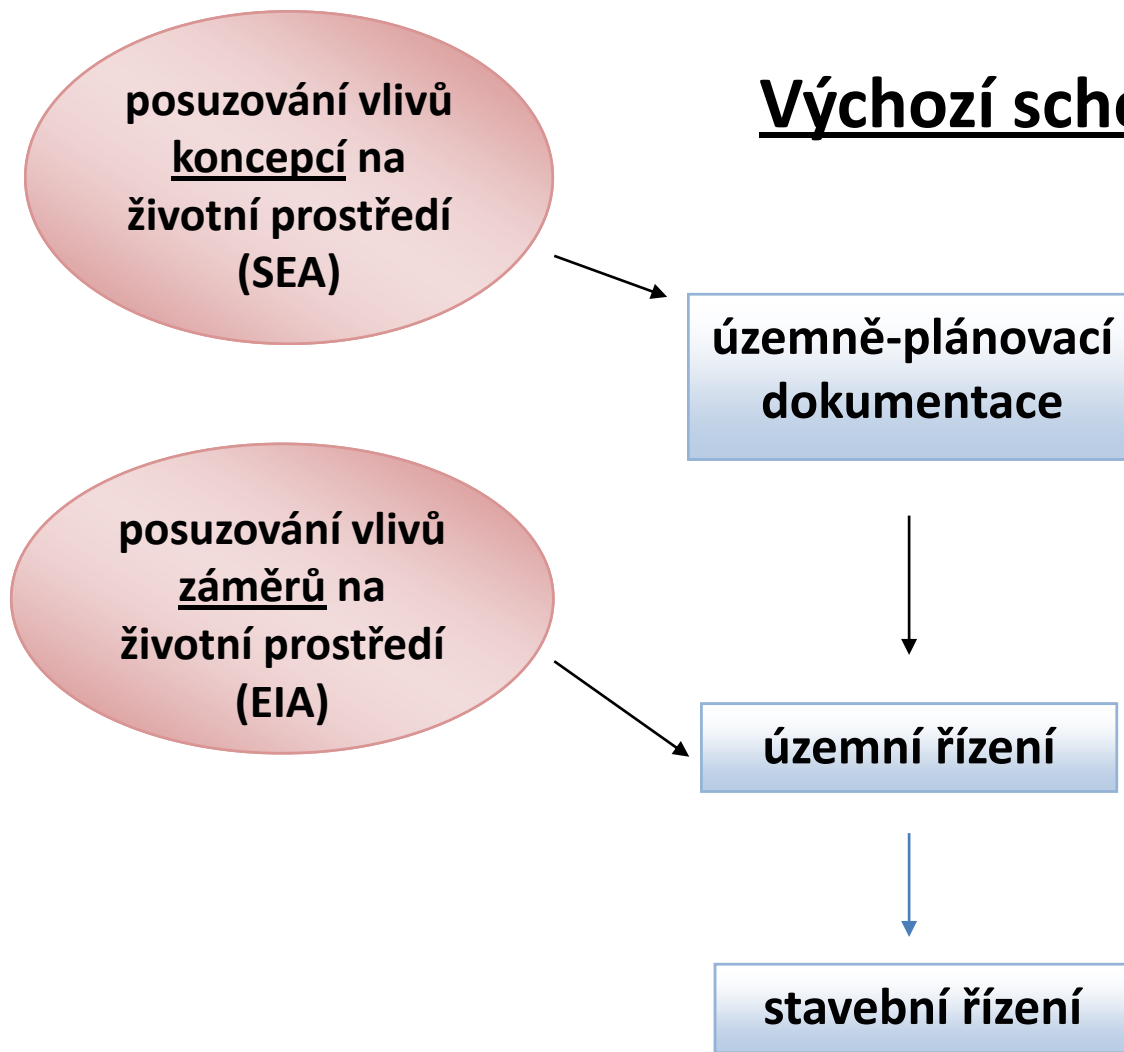 Výchozí sch
posuzování vlivů
koncepcí na
životní prostředí
(SEA)
územně-plánovací
dokumentace
posuzování vlivů
záměrů na
životní prostředí
(EIA)
územní řízení
stavební řízení